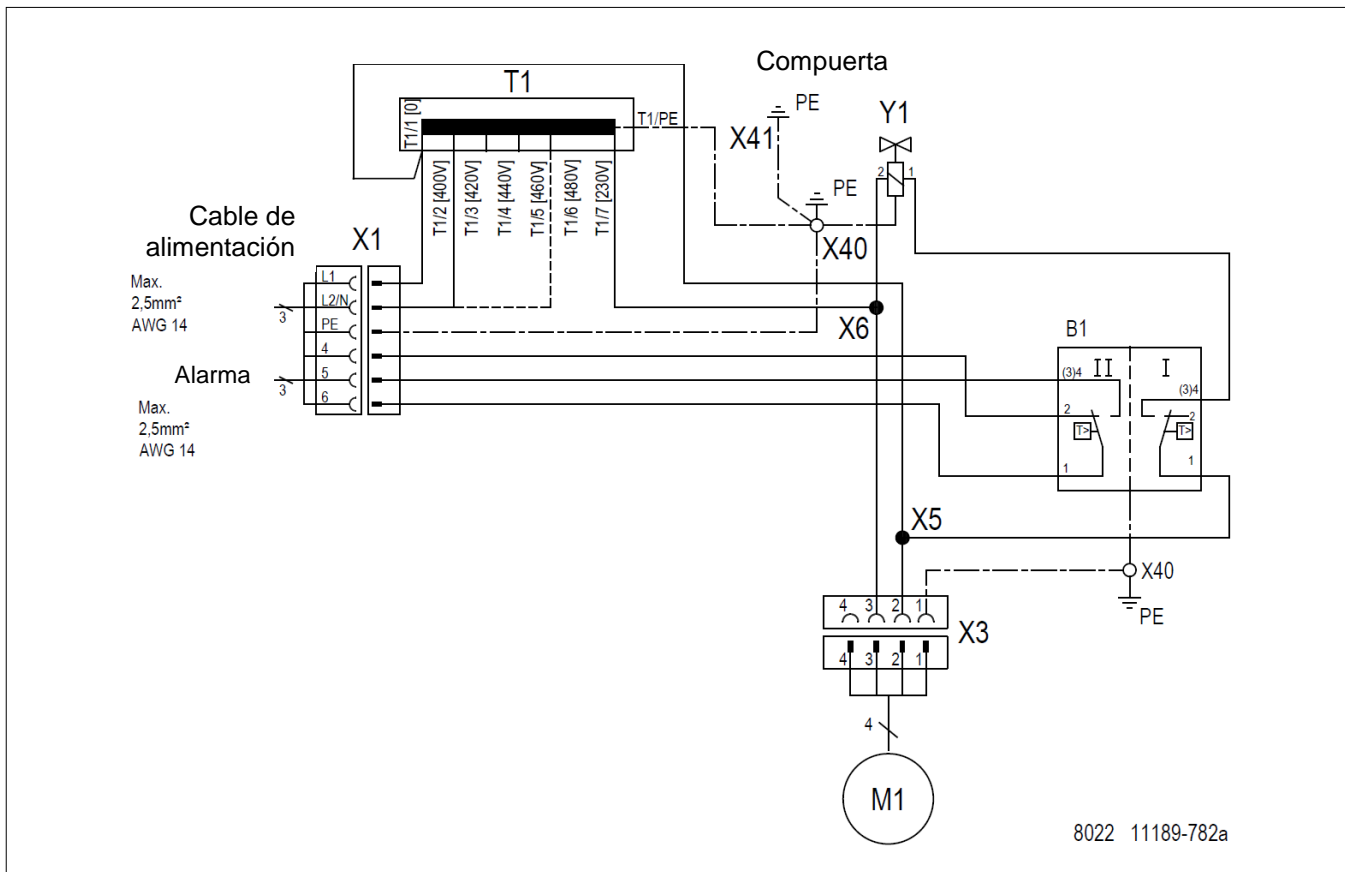 Compuerta
T1
PE
Y1
T1/1 [0]
T1/PE
X41
2
1
PE
T1/2 [400V]
T1/3 [420V]
T1/4 [440V]
T1/5 [460V]
T1/6 [480V]
T1/7 [230V]
Cable de
alimentación
X1
X40
Max.
2,5mm²
AWG 14
L1
L2/N
3
PE
X6
B1
4
Alarma
3
5
6
(3)4
II
I
(3)4
Max.
2,5mm²
AWG 14
2
2
T>
T>
1
1
X5
X40
PE
4
3
2
1
X3
4
3
2
1
4
M1
8022 11189-782a